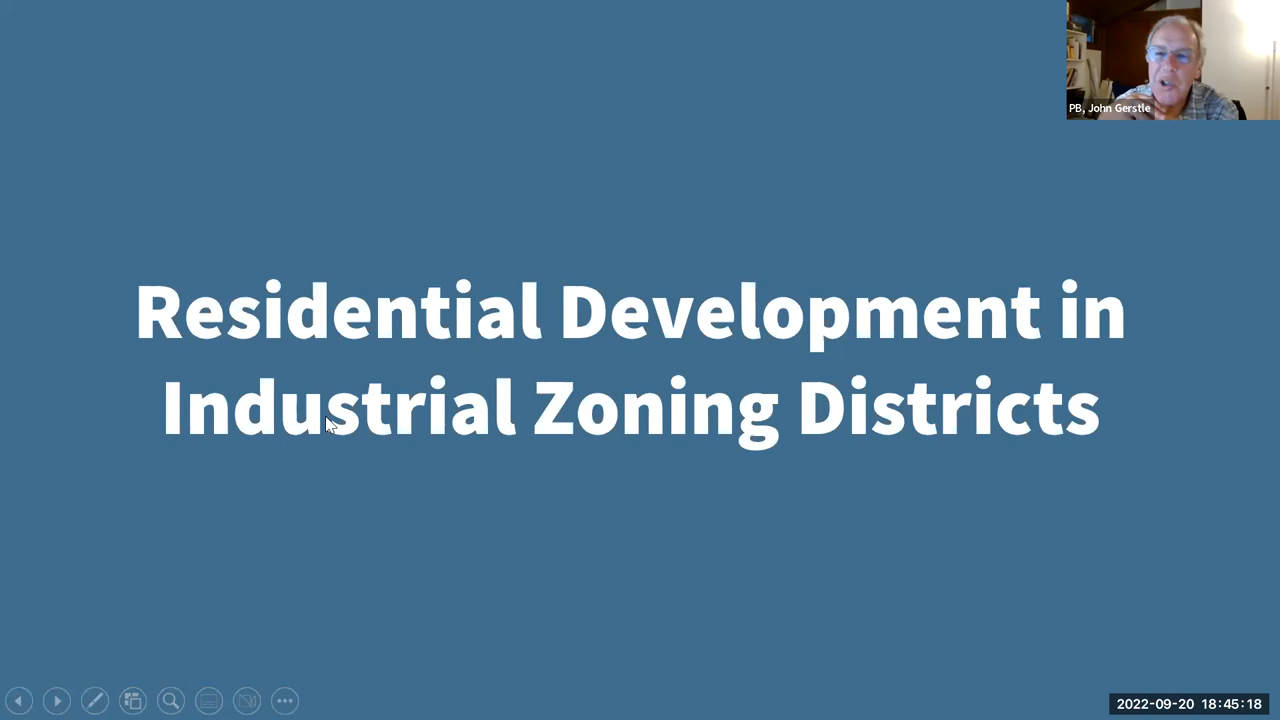 PB, John Gerstle
Residential Development in
Industrial Zoning Districts
2022-09-20 18:45:18